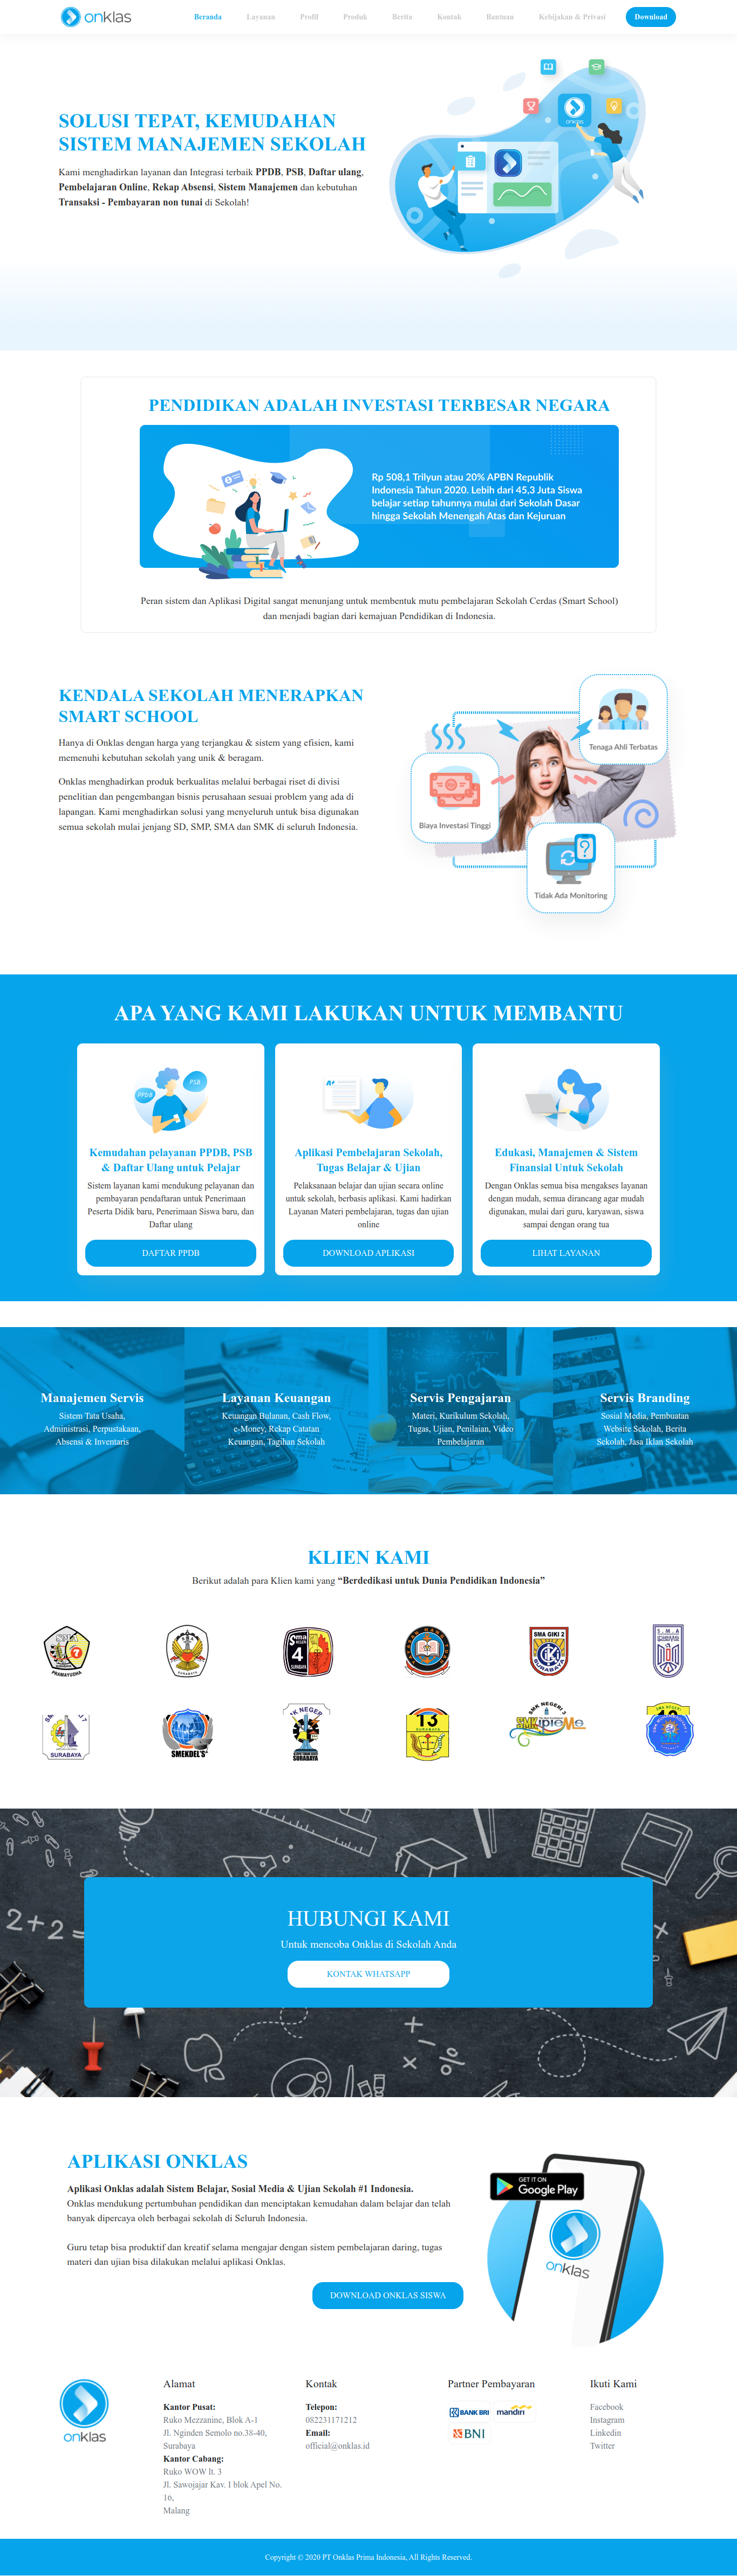 onklas
Beranda
Layanan
Profil
Produk
Berita
Kontak
Bantuan
Kebijakan & Privasi
Download
SOLUSI TEPAT, KEMUDAHAN
SISTEM MANAJEMEN SEKOLAH
Kami menghadirkan layanan dan Integrasi terbaik PPDB, PSB, Daftar ulang,
Pembelajaran Online, Rekap Absensi, Sistem Manajemen dan kebutuhan
Transaksi - Pembayaran non tunai di Sekolah!
onklas
PENDIDIKAN ADALAH INVESTASI TERBESAR NEGARA
Rp 508,1 Trilyun atau 20% APBN Republik
Indonesia Tahun 2020. Lebih dari 45,3 Juta Siswa
belajar setiap tahunnya mulai dari Sekolah Dasar
hingga Sekolah Menengah Atas dan Kejuruan
Peran sistem dan Aplikasi Digital sangat menunjang untuk membentuk mutu pembelajaran Sekolah Cerdas (Smart School)
dan menjadi bagian dari kemajuan Pendidikan di Indonesia.
KENDALA SEKOLAH MENERAPKAN
SMART SCHOOL
Hanya di Onklas dengan harga yang terjangkau & sistem yang efisien, kami
memenuhi kebutuhan sekolah yang unik & beragam.
Onklas menghadirkan produk berkualitas melalui berbagai riset di divisi
penelitian dan pengembangan bisnis perusahaan sesuai problem yang ada di
lapangan. Kami menghadirkan solusi yang menyeluruh untuk bisa digunakan
semua sekolah mulai jenjang SD, SMP, SMA dan SMK di seluruh Indonesia.
Tenaga Ahli Terbatas
Biaya Investasi Tinggi
Tidak Ada Monitoring
APA YANG KAMI LAKUKAN UNTUK MEMBANTU
PPDB
PSB
Kemudahan pelayanan PPDB, PSB
& Daftar Ulang untuk Pelajar
Sistem layanan kami mendukung pelayanan dan
pembayaran pendaftaran untuk Penerimaan
Peserta Didik baru, Penerimaan Siswa baru, dan
Daftar ulang
DAFTAR PPDB
Aplikasi Pembelajaran Sekolah,
Tugas Belajar & Ujian
Pelaksanaan belajar dan ujian secara online
untuk sekolah, berbasis aplikasi. Kami hadirkan
Layanan Materi pembelajaran, tugas dan ujian
online
DOWNLOAD APLIKASI
Edukasi, Manajemen & Sistem
Finansial Untuk Sekolah
Dengan Onklas semua bisa mengakses layanan
dengan mudah, semua dirancang agar mudah
digunakan, mulai dari guru, karyawan, siswa
sampai dengan orang tua
LIHAT LAYANAN
Manajemen Servis
Sistem Tata Usaha,
Administrasi, Perpustakaan,
Absensi & Inventaris
Layanan Keuangan
Keuangan Bulanan, Cash Flow,
e-Money, Rekap Catatan
Keuangan, Tagihan Sekolah
E=mc²
Servis Pengajaran
Materi, Kurikulum Sekolah,
Tugas, Ujian, Penilaian, Video
Pembelajaran
Servis Branding
Sosial Media, Pembuatan
Website Sekolah, Berita
Sekolah, Jasa Iklan Sekolah
KLIEN KAMI
Berikut adalah para Klien kami yang “Berdedikasi untuk Dunia Pendidikan Indonesia”
SMA
7
PRAMAYUDHA
SURABAYA
Sma
4
SMA GIKI 2
SURABAYA
S.M.A
SURABAYA
SMEKDEL'S
SURABAYA
13
SMK NEGERI 3
2+2=
HUBUNGI KAMI
Untuk mencoba Onklas di Sekolah Anda
KONTAK WHATSAPP
APLIKASI ONKLAS
Aplikasi Onklas adalah Sistem Belajar, Sosial Media & Ujian Sekolah #1 Indonesia.
Onklas mendukung pertumbuhan pendidikan dan menciptakan kemudahan dalam belajar dan telah
banyak dipercaya oleh berbagai sekolah di Seluruh Indonesia.
Guru tetap bisa produktif dan kreatif selama mengajar dengan sistem pembelajaran daring, tugas
materi dan ujian bisa dilakukan melalui aplikasi Onklas.
DOWNLOAD ONKLAS SISWA
GET IT ON
Google Play
onklas
onklas
Alamat
Kantor Pusat:
Ruko Mezzanine, Blok A-1
Jl. Nginden Semolo no.38-40,
Surabaya
Kantor Cabang:
Ruko WOW lt. 3
Jl. Sawojajar Kav. 1 blok Apel No.
16,
Malang
Kontak
Telepon:
082231171212
Email:
official@onklas.id
Partner Pembayaran
BANK BRI
mandiri
BNI
Ikuti Kami
Facebook
Instagram
Linkedin
Twitter
Copyright © 2020 PT Onklas Prima Indonesia, All Rights Reserved.